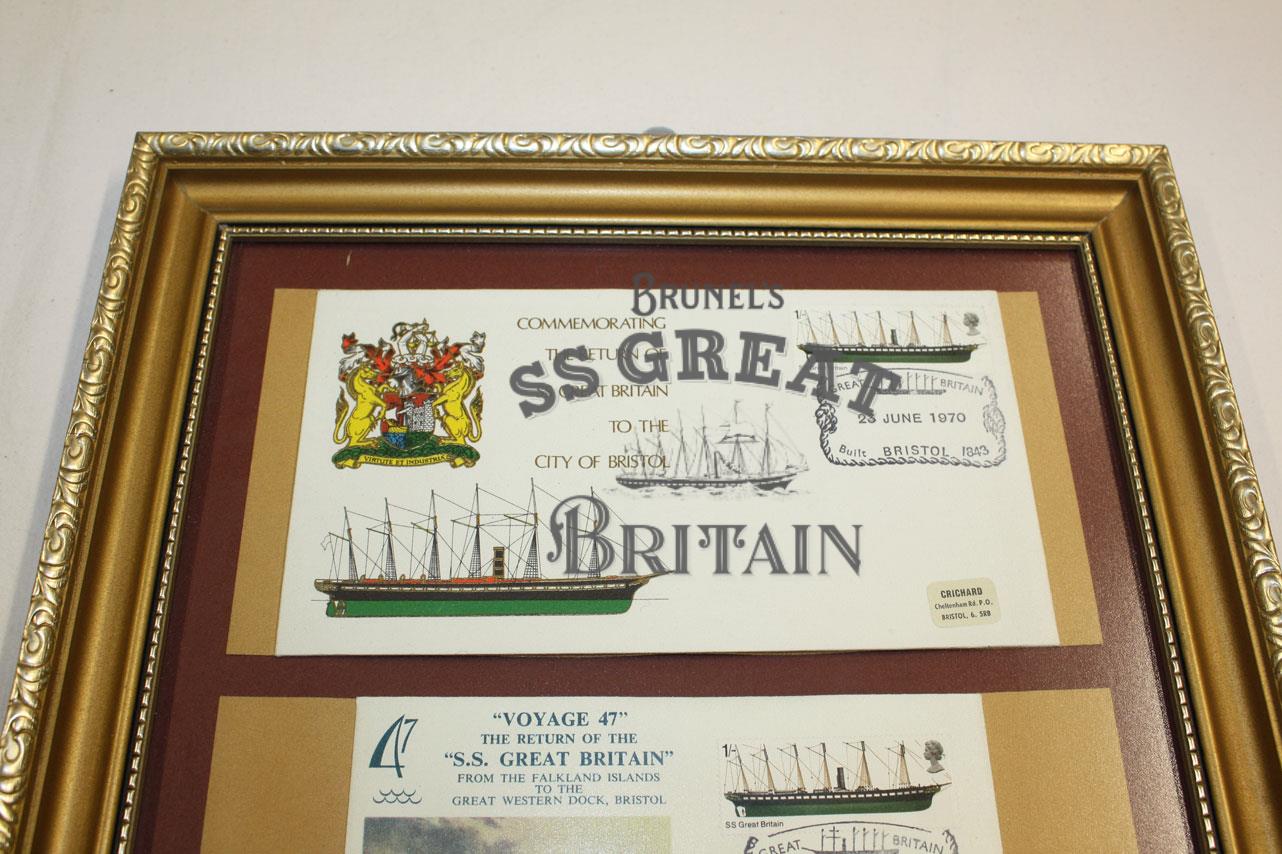 BRUNEL'S
SS GREAT
BRITAIN
COMMEMORATING
THE RETURN OF
GREAT BRITAIN
TO THE
CITY OF BRISTOL
VIRTUTE ET INDUSTRIA
1/-
GREAT BRITAIN
23 JUNE 1970
Built BRISTOL 1843
CRICHARD
Cheltenham Rd. P.O.
BRISTOL, 6. 5RB
47
"VOYAGE 47"
THE RETURN OF THE
"S.S. GREAT BRITAIN"
FROM THE FALKLAND ISLANDS
TO THE
GREAT WESTERN DOCK, BRISTOL
1/-
SS Great Britain
GREAT BRITAIN